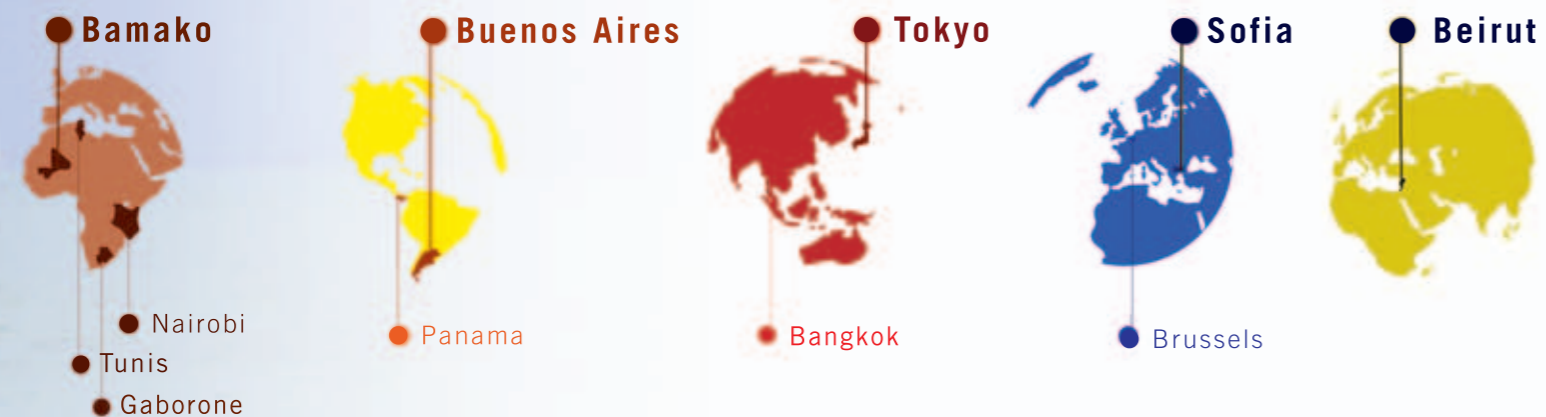 Bamako
Buenos Aires
Tokyo
Sofia
Beirut
Nairobi
Tunis
Gaborone
Panama
Bangkok
Brussels